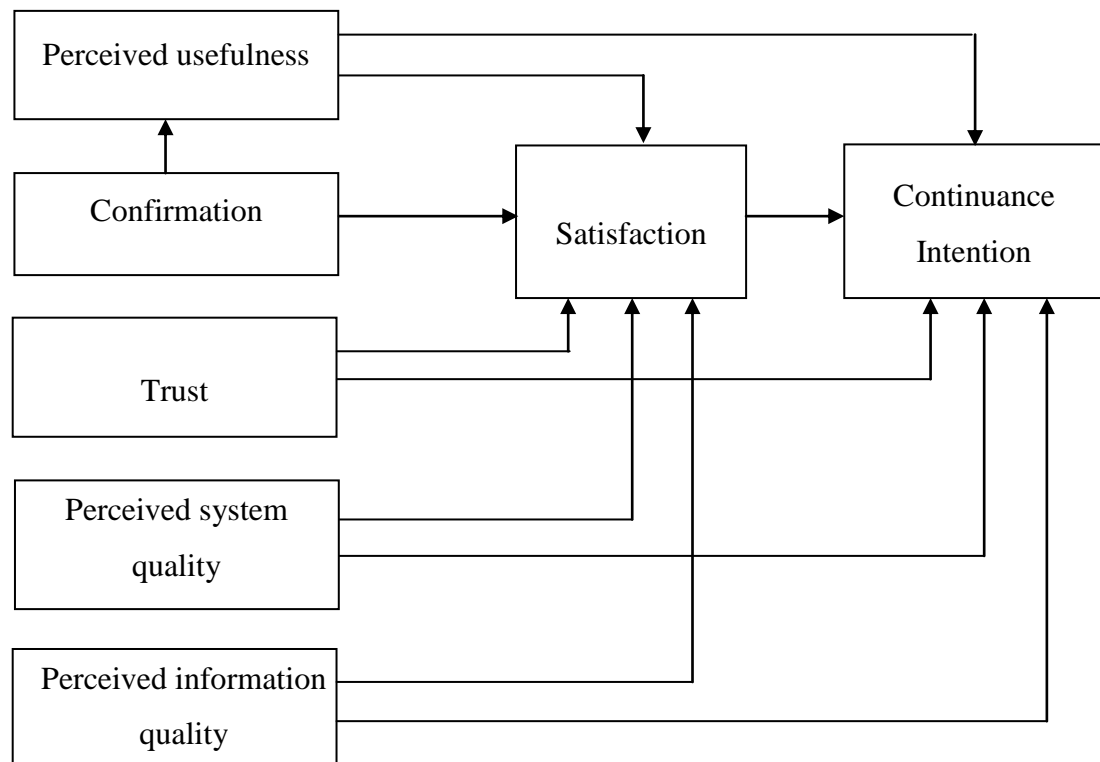 Perceived usefulness
Confirmation
Satisfaction
Continuance
Intention
Trust
Perceived system
quality
Perceived information
quality